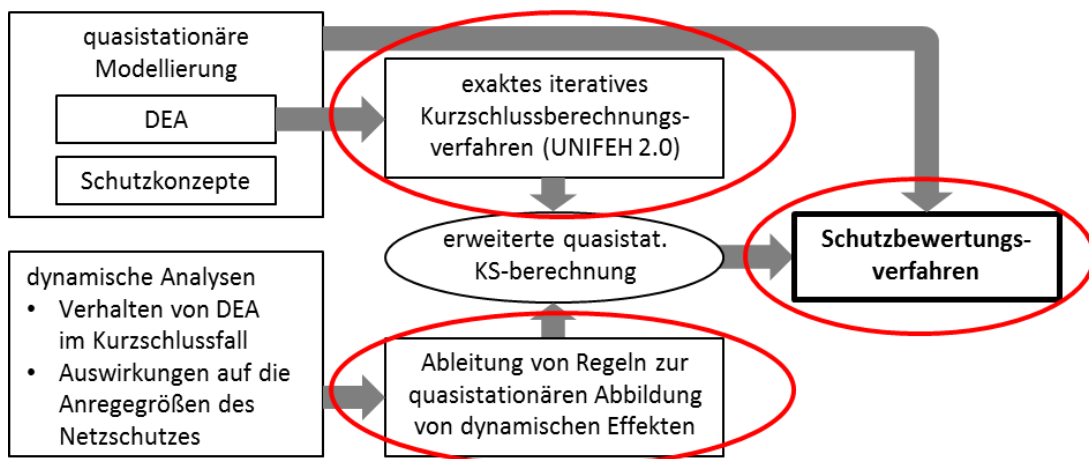 quasistationäre
Modellierung
DEA
Schutzkonzepte
exaktes iteratives
Kurzschlussberechnungs-
verfahren (UNIFEH 2.0)
erweiterte quasistat.
KS-berechnung
Schutzbewertungs-
verfahren
dynamische Analysen
• Verhalten von DEA
im Kurzschlussfall
• Auswirkungen auf die
Anregegrößen des
Netzschutzes
Ableitung von Regeln zur
quasistationären Abbildung
von dynamischen Effekten